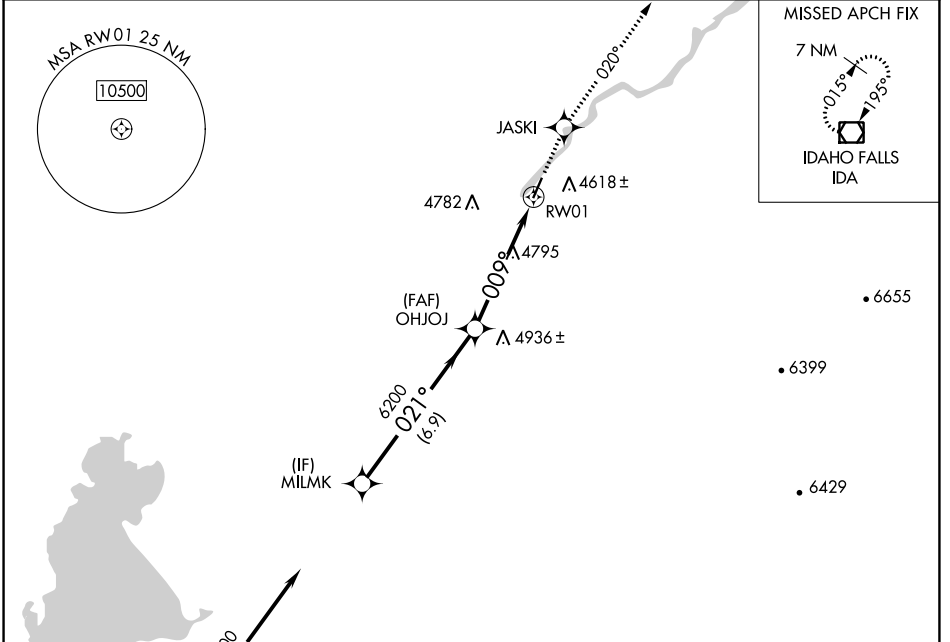 MSA RW01 25 NM
10500
MISSED APCH FIX
7 NM
015°
195°
IDAHO FALLS
IDA
020°
JASKI
4618±
4782
RW01
4795
009°
(FAF)
OHJOJ
4936±
6655
6399
6200
021°
(6.9)
(IF)
MILMK
6429